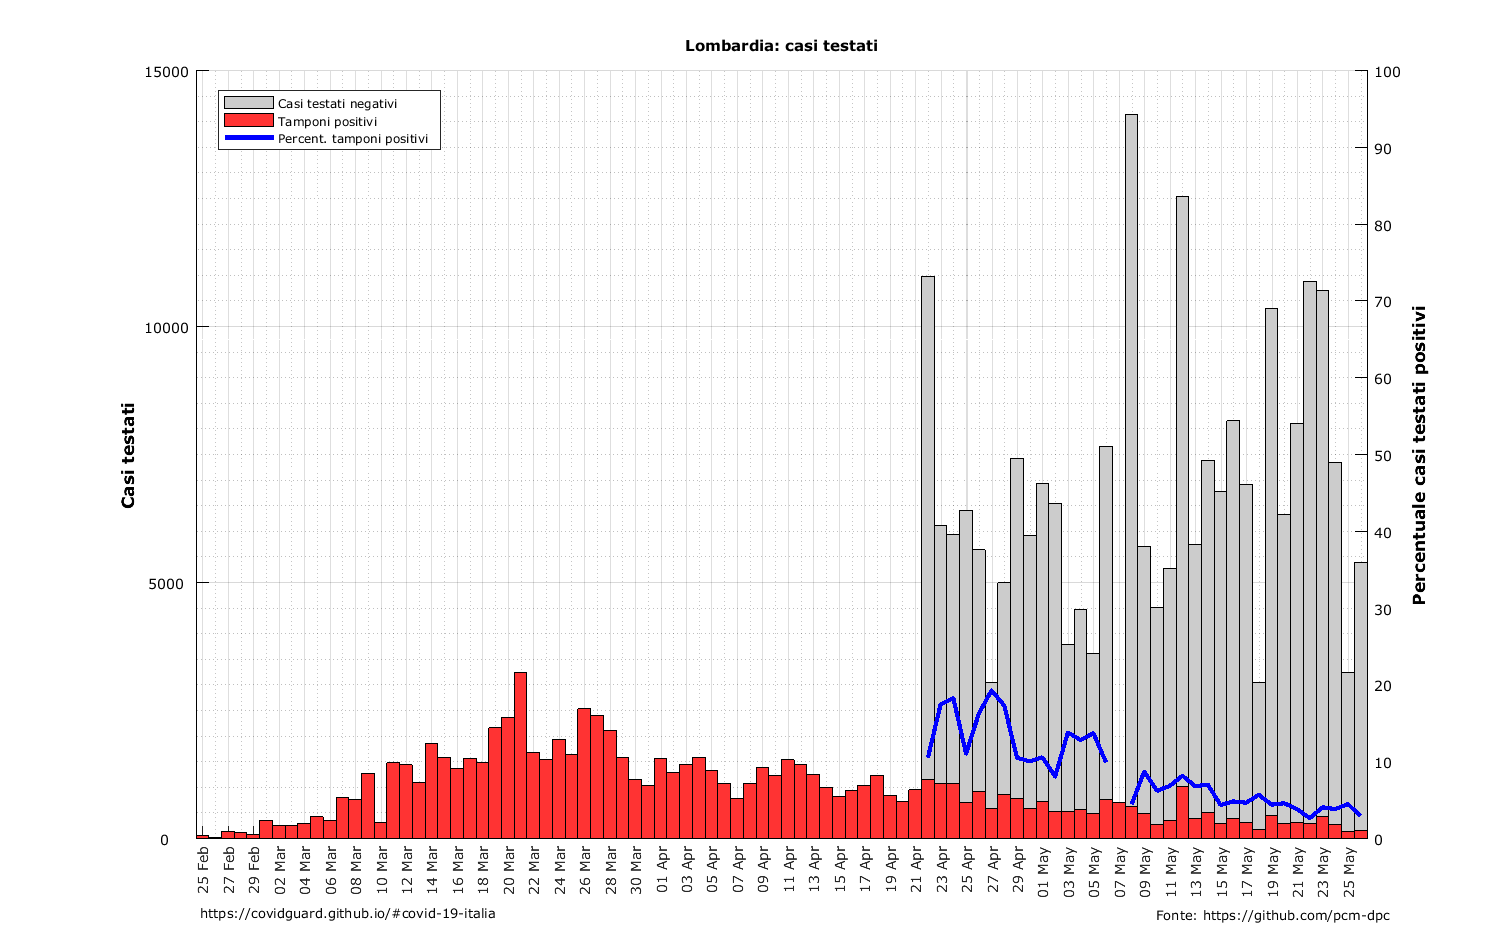 Lombardia: casi testati
15000
10000
5000
0
Casi testati
Casi testati negativi
Tamponi positivi
Percent. tamponi positivi
100
90
80
70
60
50
40
30
20
10
0
Percentuale casi testati positivi
25 Feb
27 Feb
29 Feb
02 Mar
04 Mar
06 Mar
08 Mar
10 Mar
12 Mar
14 Mar
16 Mar
18 Mar
20 Mar
22 Mar
24 Mar
26 Mar
28 Mar
30 Mar
01 Apr
03 Apr
05 Apr
07 Apr
09 Apr
11 Apr
13 Apr
15 Apr
17 Apr
19 Apr
21 Apr
23 Apr
25 Apr
27 Apr
29 Apr
01 May
03 May
05 May
07 May
09 May
11 May
13 May
15 May
17 May
19 May
21 May
23 May
25 May
https://covidguard.github.io/#covid-19-italia
Fonte: https://github.com/pcm-dpc